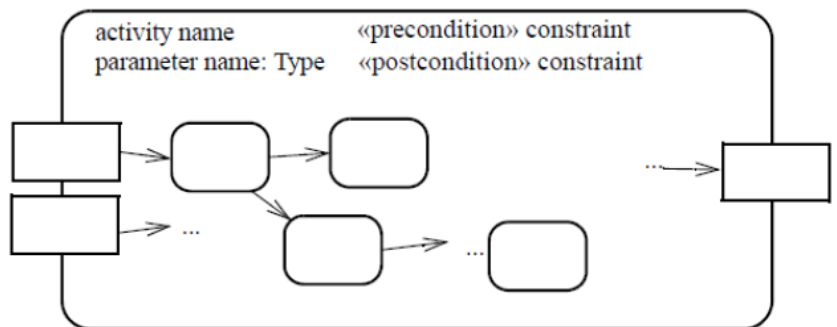 activity name «precondition» constraint
parameter name: Type «postcondition» constraint
...
...
...